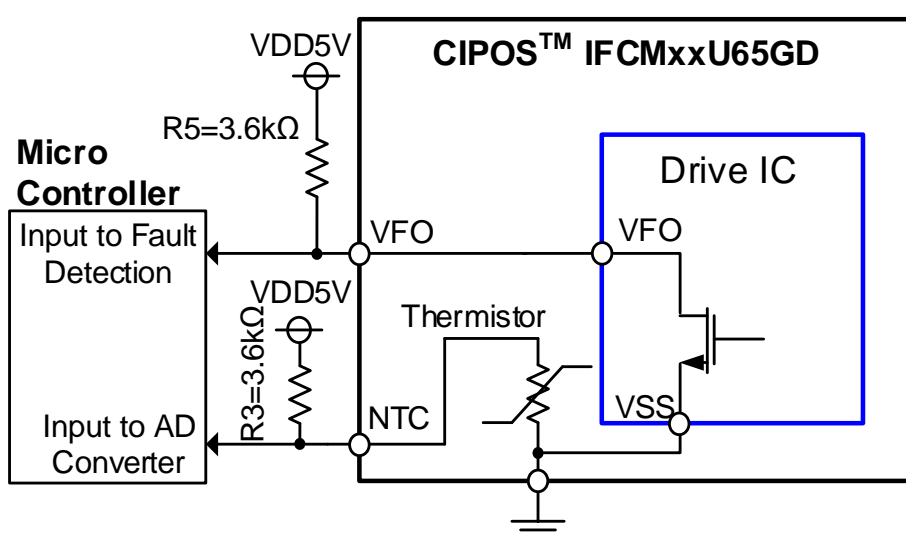 CIPOS™ IFCMxxU65GD
VDD5V
R5=3.6kΩ
Micro
Controller
Drive IC
Input to Fault
Detection
VFO
VFO
VDD5V
R3=3.6kΩ
Thermistor
VSS
NTC
Input to AD
Converter